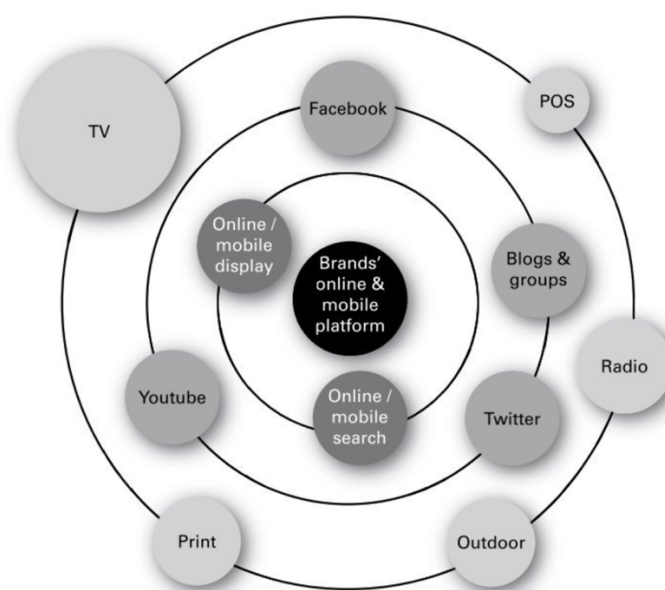 TV
Facebook
POS
Online /
mobile
display
Brands'
online &
mobile
platform
Blogs &
groups
Radio
Youtube
Online /
mobile
search
Twitter
Print
Outdoor